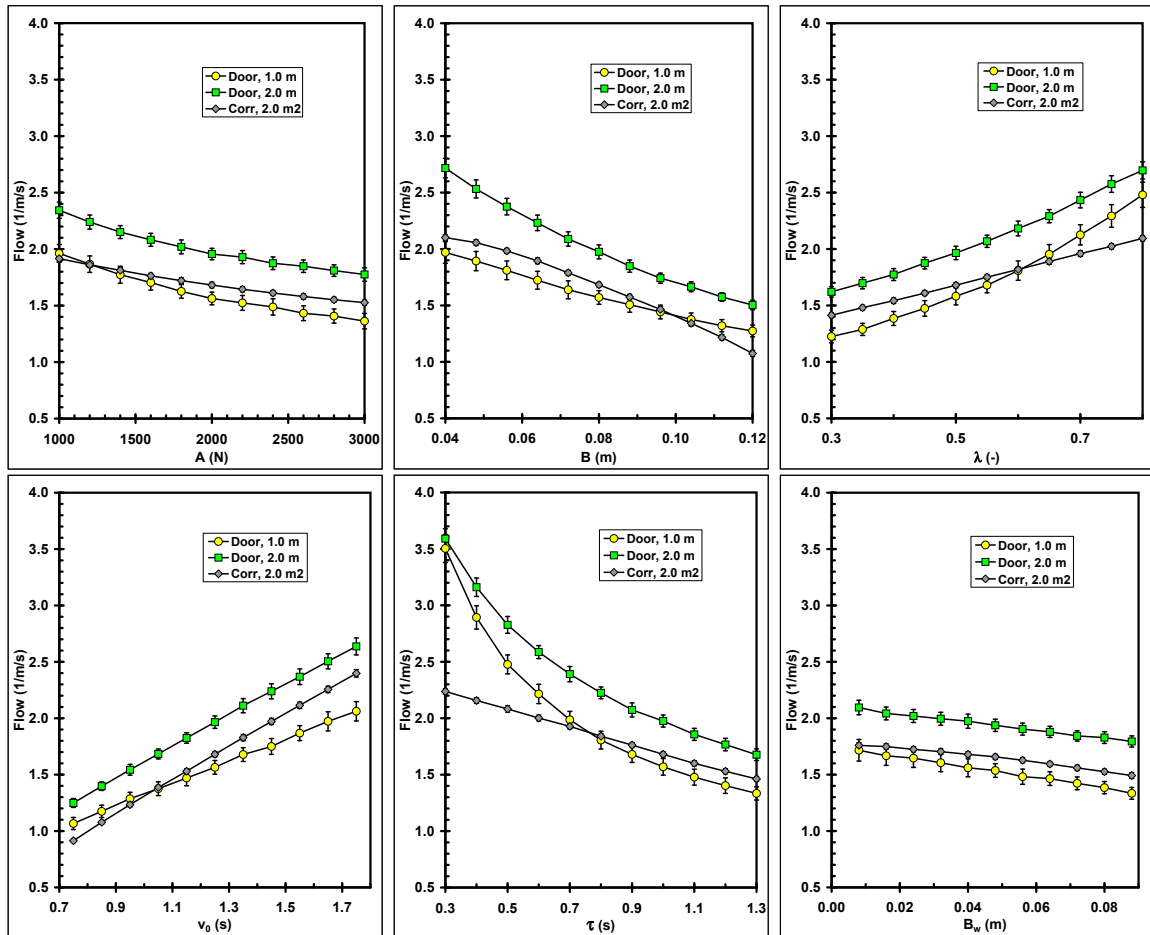 4.0
3.5
3.0
2.5
2.0
1.5
1.0
0.5
Flow (1/m/s)
Door, 1.0 m
Door, 2.0 m
Corr, 2.0 m2
1000 1500 2000 2500 3000
A (N)
4.0
3.5
3.0
2.5
2.0
1.5
1.0
0.5
Flow (1/m/s)
Door, 1.0 m
Door, 2.0 m
Corr, 2.0 m2
0.04 0.06 0.08 0.10 0.12
B (m)
4.0
3.5
3.0
2.5
2.0
1.5
1.0
0.5
Flow (1/m/s)
Door, 1.0 m
Door, 2.0 m
Corr, 2.0 m2
0.3 0.5 0.7
λ (-)
4.0
3.5
3.0
2.5
2.0
1.5
1.0
0.5
Flow (1/m/s)
Door, 1.0 m
Door, 2.0 m
Corr, 2.0 m2
0.7 0.9 1.1 1.3 1.5 1.7
v₀ (s)
4.0
3.5
3.0
2.5
2.0
1.5
1.0
0.5
Flow (1/m/s)
Door, 1.0 m
Door, 2.0 m
Corr, 2.0 m2
0.3 0.5 0.7 0.9 1.1 1.3
τ (s)
4.0
3.5
3.0
2.5
2.0
1.5
1.0
0.5
Flow (1/m/s)
Door, 1.0 m
Door, 2.0 m
Corr, 2.0 m2
0.00 0.02 0.04 0.06 0.08
B_w (m)